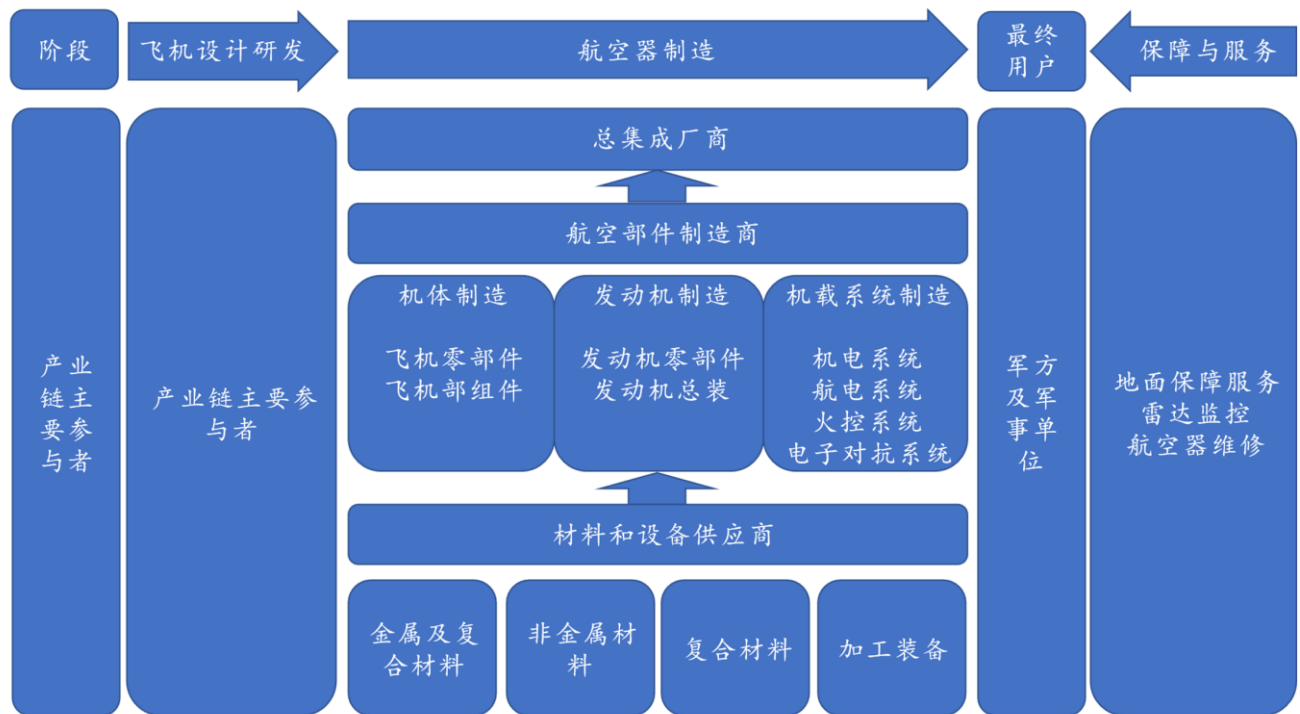 阶段
飞机设计研发
航空器制造
最终
用户
保障与服务
产业
链主
要参
与者
产业链主要参
与者
总集成厂商
航空部件制造商
机体制造
飞机零部件
飞机部组件
发动机制造
发动机零部件
发动机总装
机载系统制造
机电系统
航电系统
火控系统
电子对抗系统
材料和设备供应商
金属及复
合材料
非金属材
料
复合材料
加工装备
军方
及军
事单
位
地面保障服务
雷达监控
航空器维修